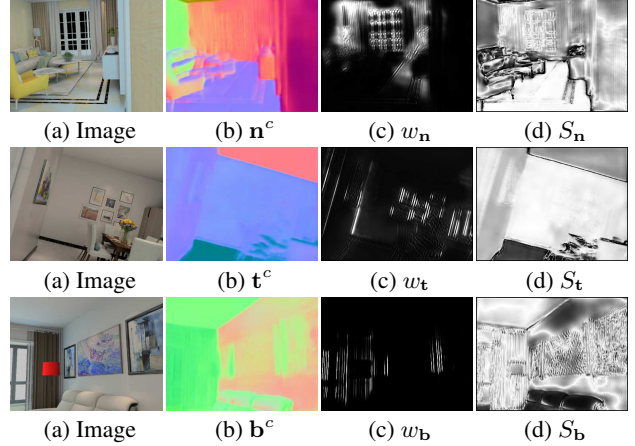 (a) Image (b) n^c (c) w_n (d) S_n
(a) Image (b) t^c (c) w_t (d) S_t
(a) Image (b) b^c (c) w_b (d) S_b